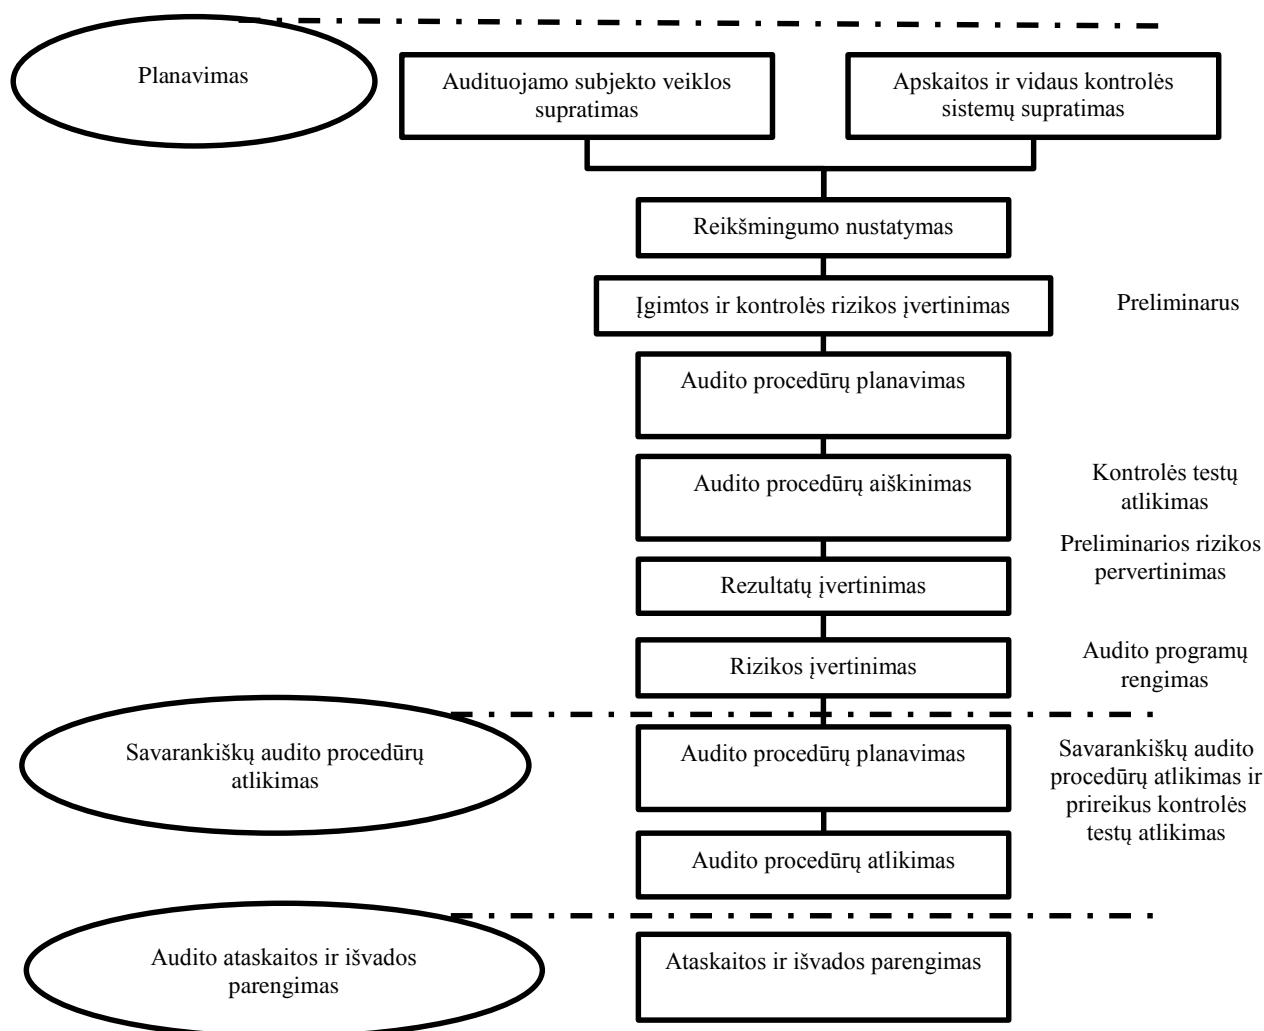 Planavimas
Audituojamo subjekto veiklos
supratimas
Apskaitos ir vidaus kontrolės
sistemų supratimas
Reikšmingumo nustatymas
Įgimtos ir kontrolės rizikos įvertinimas
Preliminarus
Audito procedūrų planavimas
Audito procedūrų aiškinimas
Kontrolės testų
atlikimas
Preliminarios rizikos
pervertinimas
Rezultatų įvertinimas
Rizikos įvertinimas
Audito programų
rengimas
Savarankiškų audito procedūrų
atlikimas
Audito procedūrų planavimas
Savarankiškų audito
procedūrų atlikimas ir
prireikus kontrolės
testų atlikimas
Audito procedūrų atlikimas
Audito ataskaitos ir išvados
parengimas
Ataskaitos ir išvados parengimas